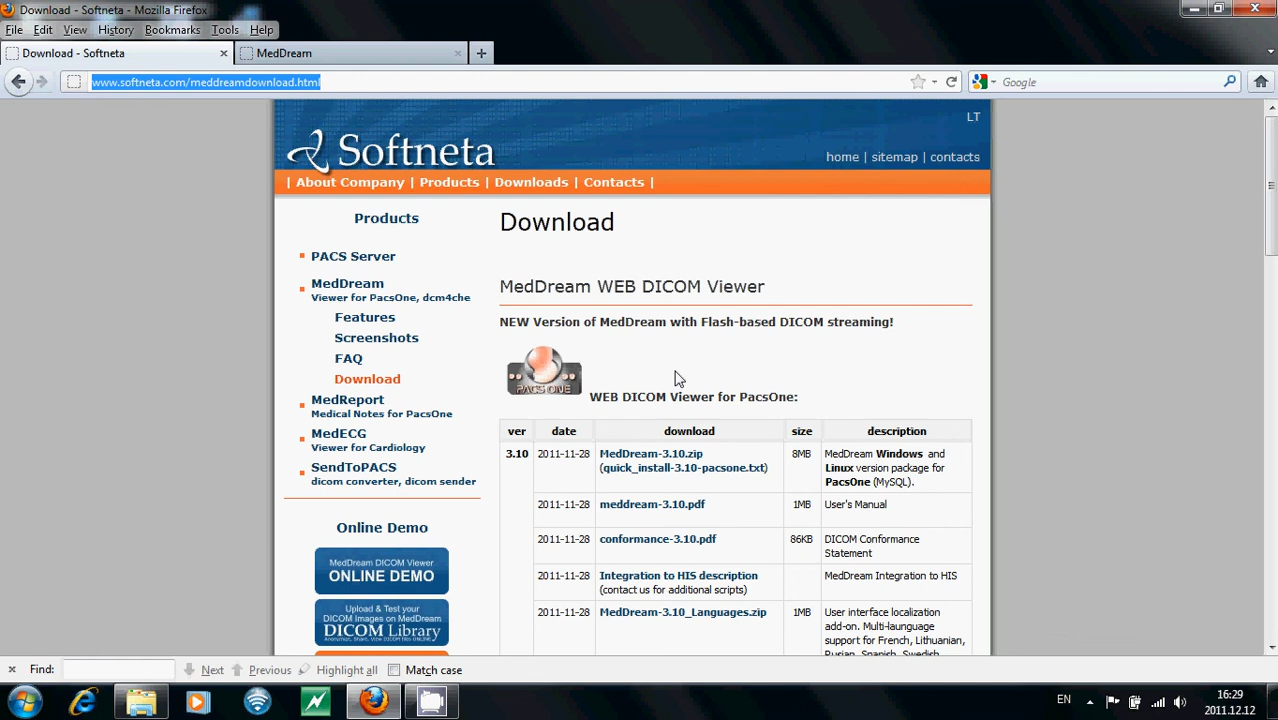 Download - Softneta - Mozilla Firefox
File Edit View History Bookmarks Tools Help
Download - Softneta
MedDream
www.softneta.com/meddreamdownload.html
Google
LT
Softneta
home | sitemap | contacts
| About Company | Products | Downloads | Contacts |
Products
PACS Server
MedDream
Viewer for PacsOne, dcm4che
Features
Screenshots
FAQ
Download
MedReport
Medical Notes for PacsOne
MedECG
Viewer for Cardiology
SendToPACS
dicom converter, dicom sender
Online Demo
MedDream DICOM Viewer
ONLINE DEMO
Upload & Test your
DICOM Images on MedDream
DICOM Library
Anonymize, Share, View DICOM files ONLINE
Download
MedDream WEB DICOM Viewer
NEW Version of MedDream with Flash-based DICOM streaming!
PACS ONE
WEB DICOM Viewer for PacsOne:
ver date download size description
3.10 2011-11-28 MedDream-3.10.zip 8MB MedDream Windows and
(quick_install-3.10-pacsone.txt) Linux version package for
PacsOne (MySQL).
2011-11-28 meddream-3.10.pdf 1MB User's Manual
2011-11-28 conformance-3.10.pdf 86KB DICOM Conformance
Statement
2011-11-28 Integration to HIS description MedDream Integration to HIS
(contact us for additional scripts)
2011-11-28 MedDream-3.10_Languages.zip 1MB User interface localization
add-on. Multi-launguage
support for French, Lithuanian,
Rusian, Spanish, Swedish
Find: Next Previous Highlight all Match case
EN
16:29
2011.12.12